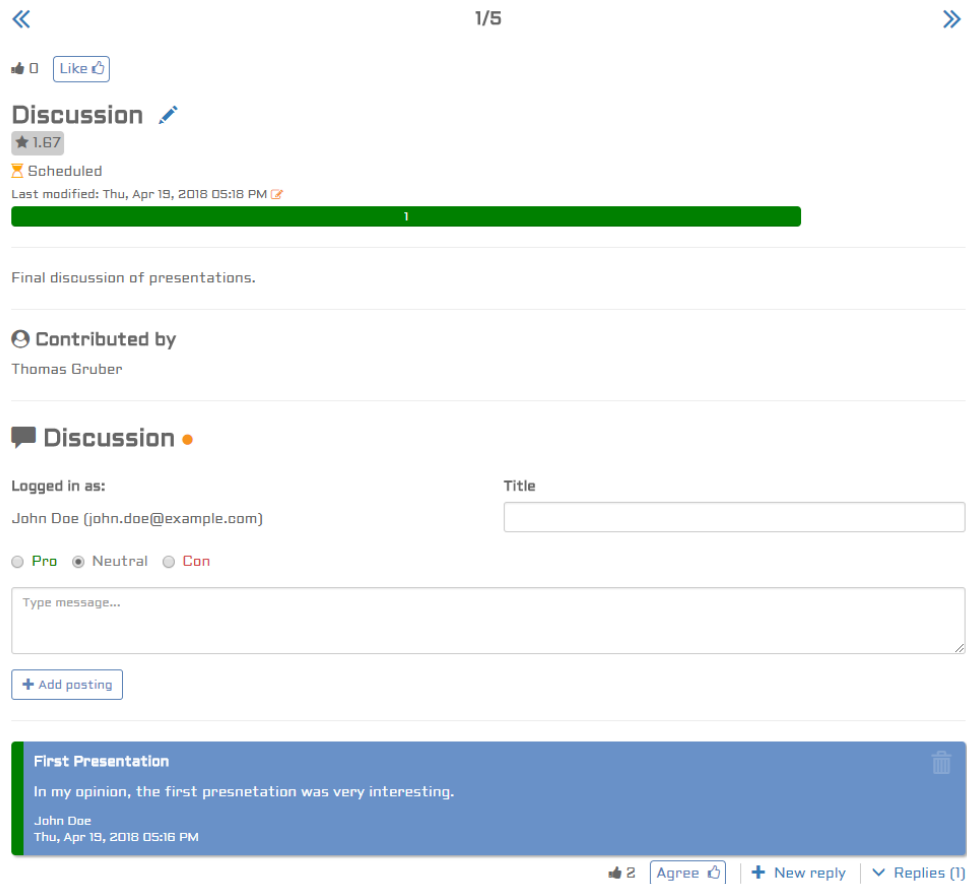 1/5
0 Like
Discussion
1.67
Scheduled
Last modified: Thu, Apr 19, 2018 05:18 PM
1
Final discussion of presentations.
Contributed by
Thomas Gruber
Discussion
Logged in as:
Title
John Doe (john.doe@example.com)
Pro Neutral Con
Type message...
+ Add posting
First Presentation
In my opinion, the first presnetation was very interesting.
John Doe
Thu, Apr 19, 2018 05:16 PM
2 Agree + New reply Replies (1)